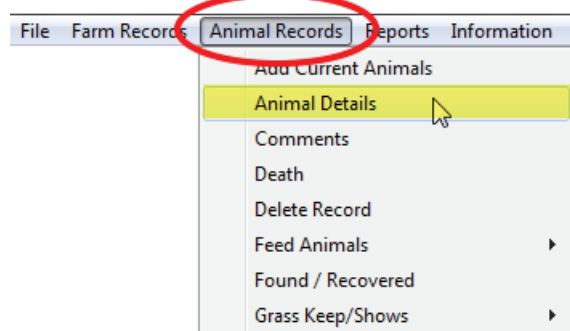 File Farm Records Animal Records Reports Information
Add Current Animals
Animal Details
Comments
Death
Delete Record
Feed Animals
Found / Recovered
Grass Keep/Shows